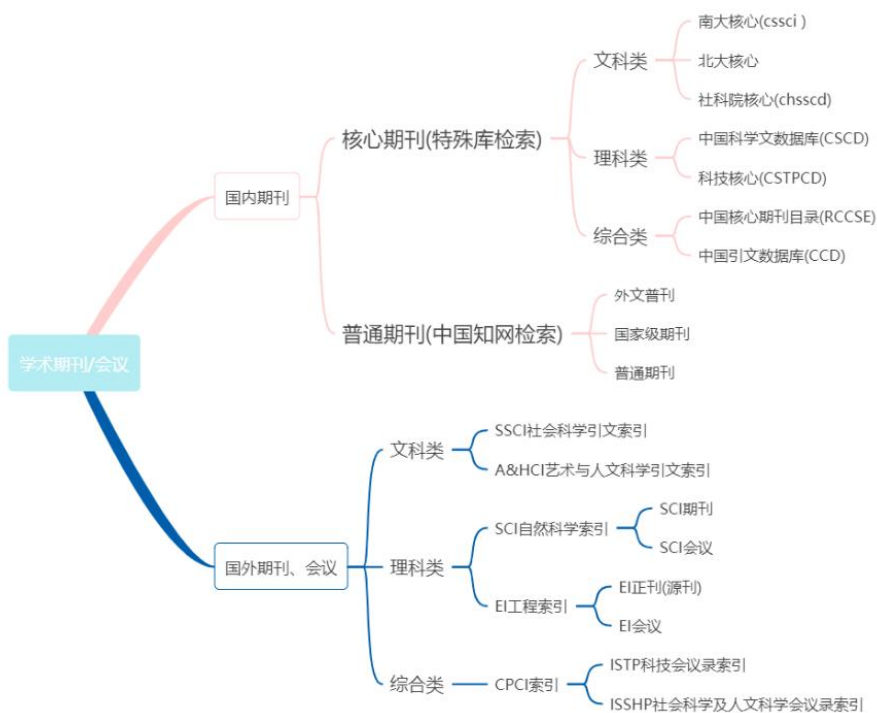 学术期刊/会议
国内期刊
核心期刊(特殊库检索)
文科类
南大核心(cssci )
北大核心
社科院核心(chsscd)
理科类
中国科学文数据库(CSCD)
科技核心(CSTPCD)
综合类
中国核心期刊目录(RCCSE)
中国引文数据库(CCD)
普通期刊(中国知网检索)
外文普刊
国家级期刊
普通期刊
国外期刊、会议
文科类
SSCI社会科学引文索引
A&HCI艺术与人文科学引文索引
理科类
SCI自然科学索引
SCI期刊
SCI会议
EI工程索引
EI正刊(源刊)
EI会议
综合类
CPCI索引
ISTP科技会议录索引
ISSHP社会科学及人文科学会议录索引